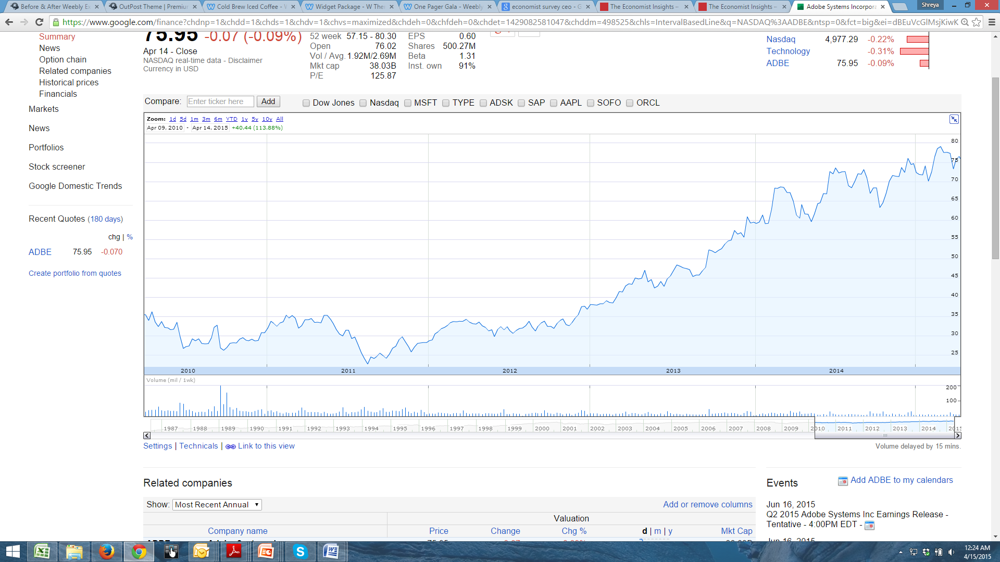 Before & After Weebly Ex
OutPost Theme | Premiun
Cold Brew Iced Coffee - W
Widget Package - W The
One Pager Gala - Weebly
economist survey ceo - G
The Economist Insights –
The Economist Insights –
Adobe Systems Incorpora
Shreya
https://www.google.com/finance?chdnp=1&chdd=1&chds=1&chdv=1&chvs=maximized&chdeh=0&chfdeh=0&chdet=1429082581047&chddm=498525&chls=IntervalBasedLine&q=NASDAQ%3AADBE&ntsp=0&fct=big&ei=dBEuVcGlMsjKiwK
Summary
News
Option chain
Related companies
Historical prices
Financials
Markets
News
Portfolios
Stock screener
Google Domestic Trends
Recent Quotes (180 days)
chg | %
ADBE 75.95 -0.070
Create portfolio from quotes
75.95 -0.07 (-0.09%)
Apr 14 - Close
NASDAQ real-time data - Disclaimer
Currency in USD
52 week 57.15 - 80.30
Open 76.02
Vol / Avg. 1.92M/2.69M
Mkt cap 38.03B
P/E 125.87
EPS 0.60
Shares 500.27M
Beta 1.31
Inst. own 91%
Nasdaq 4,977.29 -0.22%
Technology -0.31%
ADBE 75.95 -0.09%
Compare: Enter ticker here Add Dow Jones Nasdaq MSFT TYPE ADSK SAP AAPL SOFO ORCL
Zoom: 1d 5d 1m 3m 6m YTD 1y 5y 10y All
Apr 09, 2010 - Apr 14, 2015 +40.44 (113.88%)
80
75
70
65
60
55
50
45
40
35
30
25
2010 2011 2012 2013 2014
Volume (mil / 1wk)
200
100
1987 1988 1989 1990 1991 1992 1993 1994 1995 1996 1997 1998 1999 2000 2001 2002 2003 2004 2005 2006 2007 2008 2009 2010 2011 2012 2013 2014 2015
Settings | Technicals | Link to this view
Volume delayed by 15 mins.
Related companies
Show: Most Recent Annual
Add or remove columns
Valuation
Company name Price Change Chg % d | m | y Mkt Cap
Events
Add ADBE to my calendars
Jun 16, 2015
Q2 2015 Adobe Systems Inc Earnings Release -
Tentative - 4:00PM EDT -
Jun 16, 2015
12:24 AM
4/15/2015